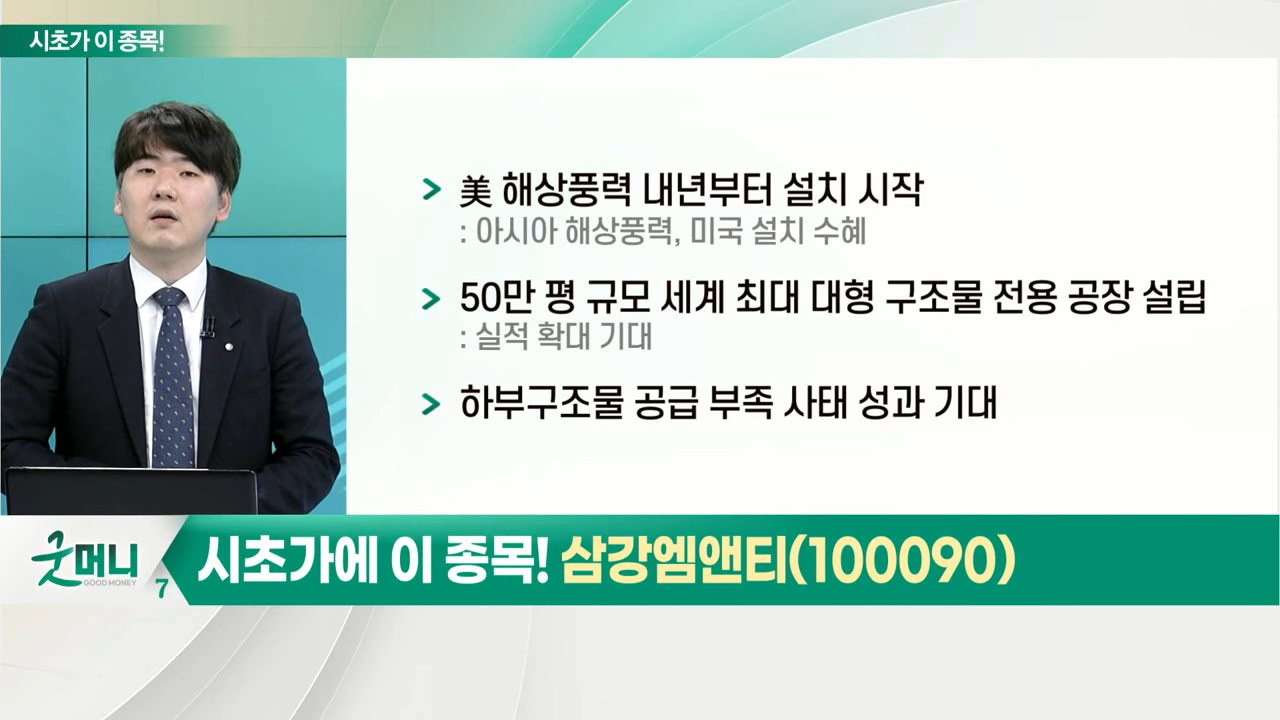 시초가 이 종목!
美 해상풍력 내년부터 설치 시작
: 아시아 해상풍력, 미국 설치 수혜
50만 평 규모 세계 최대 대형 구조물 전용 공장 설립
: 실적 확대 기대
하부구조물 공급 부족 사태 성과 기대
굿머니
GOOD MONEY
7
시초가에 이 종목! 삼강엠앤티(100090)